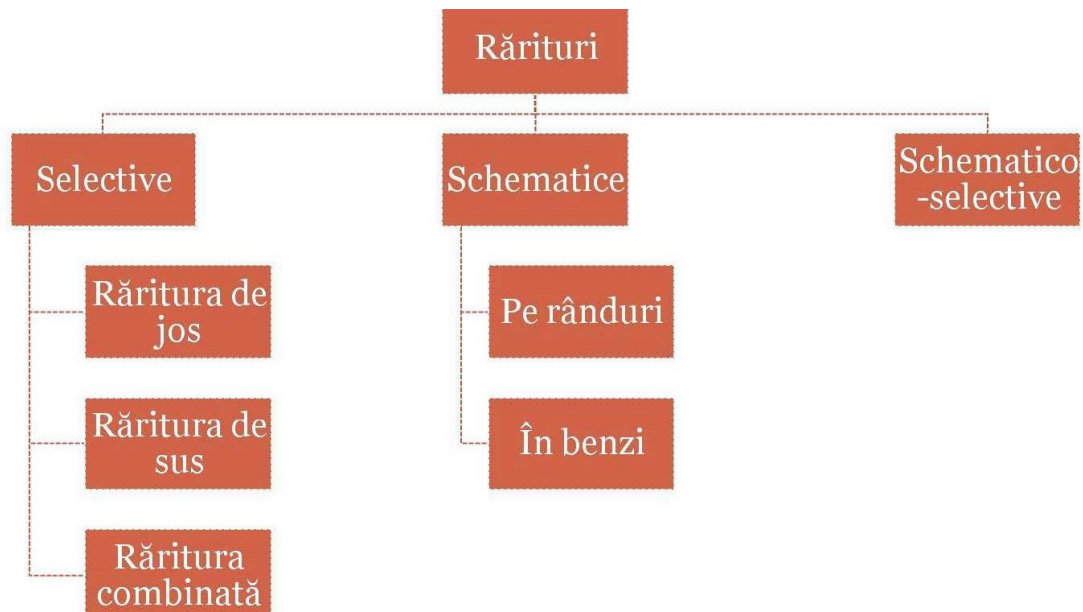 Rărituri
Selective
Schematice
Schematico
-selective
Răritura de
jos
Pe rânduri
Răritura de
sus
În benzi
Răritura
combinată